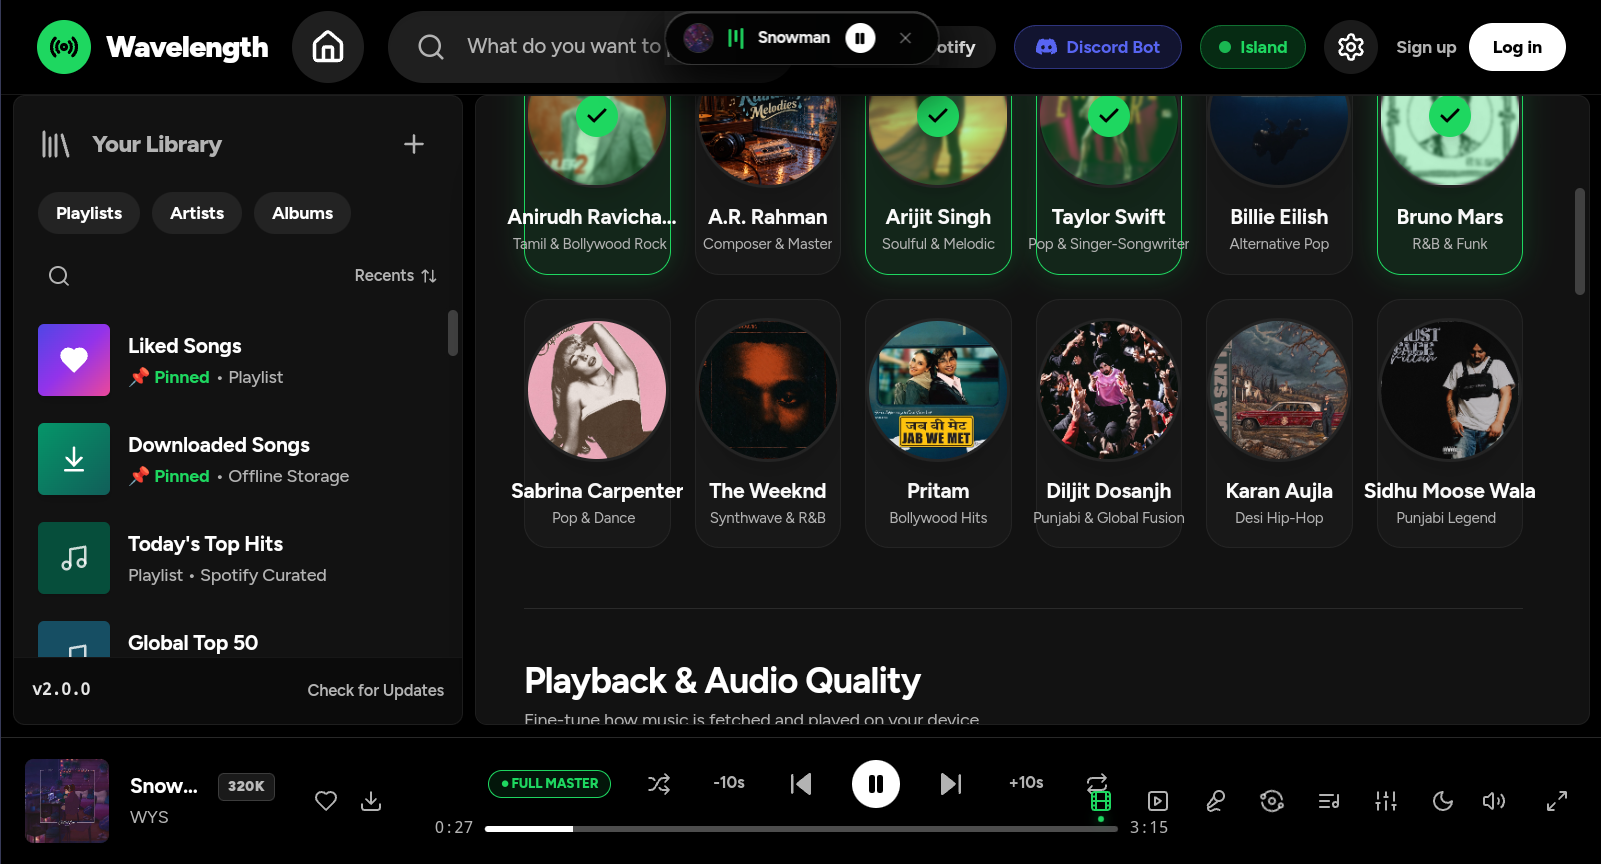 Wavelength
What do you want to
Snowman
otify
Discord Bot
Island
Sign up
Log in
Your Library
Playlists
Artists
Albums
Recents
Liked Songs
📌 Pinned • Playlist
Downloaded Songs
📌 Pinned • Offline Storage
Today's Top Hits
Playlist • Spotify Curated
Global Top 50
v2.0.0
Check for Updates
Melodies
Anirudh Ravicha...
Tamil & Bollywood Rock
A.R. Rahman
Composer & Master
Arijit Singh
Soulful & Melodic
Taylor Swift
Pop & Singer-Songwriter
Billie Eilish
Alternative Pop
Bruno Mars
R&B & Funk
जब वी मेट
JAB WE MET
Sabrina Carpenter
Pop & Dance
The Weeknd
Synthwave & R&B
Pritam
Bollywood Hits
Diljit Dosanjh
Punjabi & Global Fusion
Karan Aujla
Desi Hip-Hop
Sidhu Moose Wala
Punjabi Legend
Playback & Audio Quality
Fine-tune how music is fetched and played on your device
Snow...
320K
WYS
• FULL MASTER
-10s
+10s
0:27
3:15